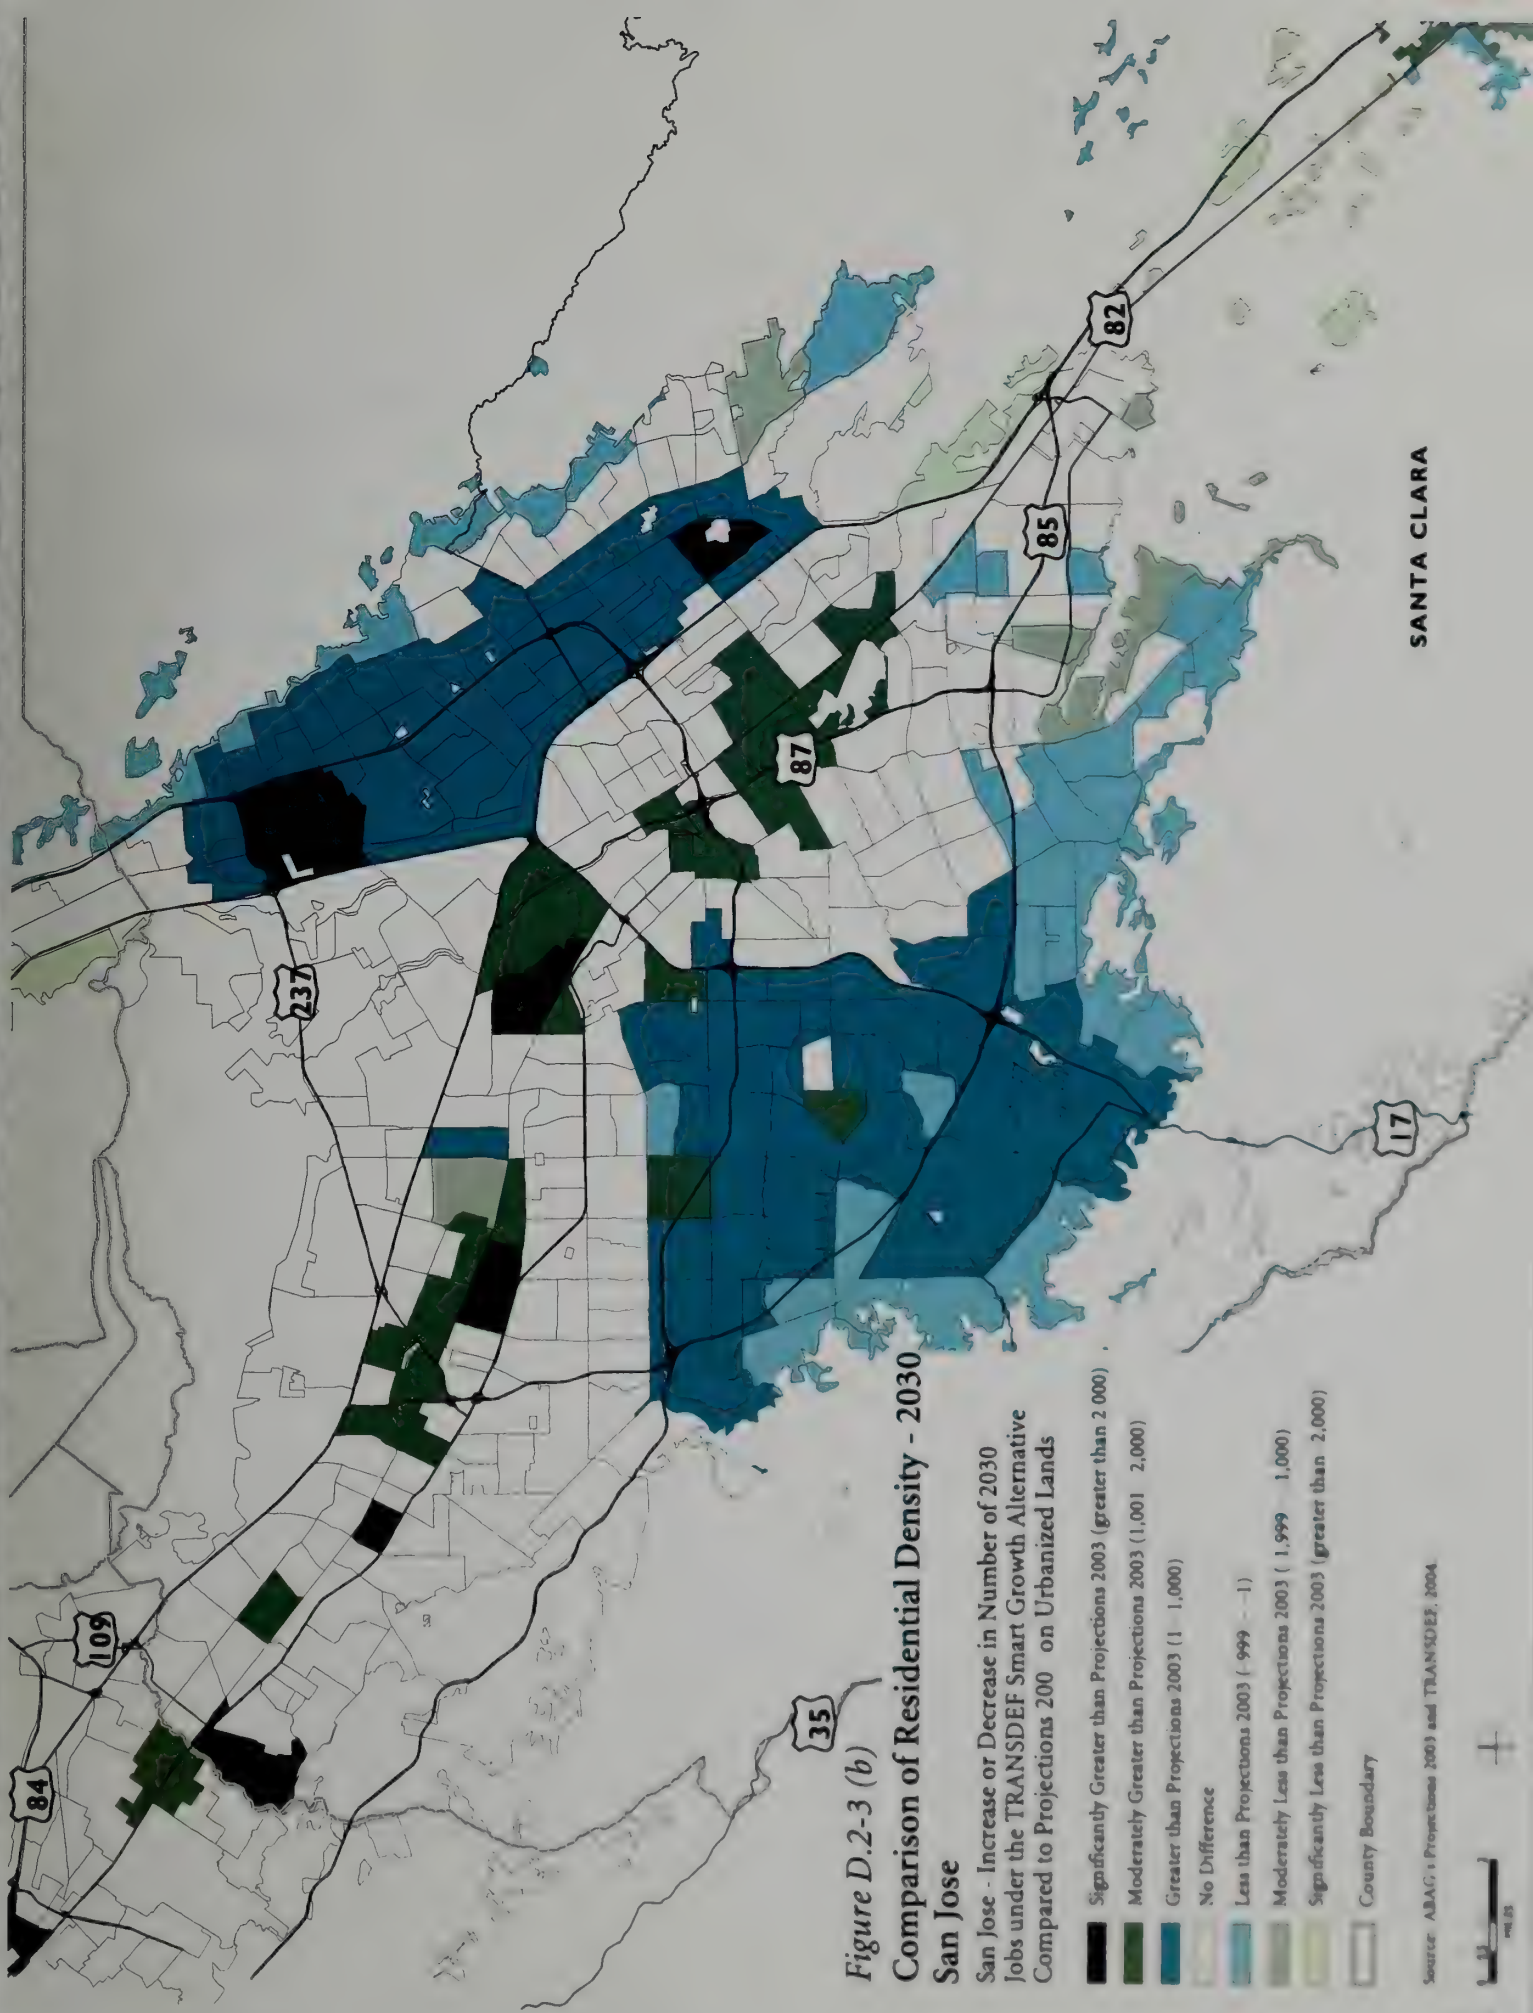 Figure D.2-3 (b)
Comparison of Residential Density - 2030
San Jose
San Jose - Increase or Decrease in Number of 2030
Jobs under the TRANSDEF Smart Growth Alternative
Compared to Projections 200 on Urbanized Lands
Significantly Greater than Projections 2003 (greater than 2 000)
Moderately Greater than Projections 2003 (1,001 2,000)
Greater than Projections 2003 (1 1,000)
No Difference
Less than Projections 2003 (-999 - -1)
Moderately Less than Projections 2003 ( 1,999 1,000)
Significantly Less than Projections 2003 (greater than 2,000)
County Boundary
Source: ABAG's Projections 2003 and TRANSDEF, 2004.
84
109
35
237
87
17
85
82
SANTA CLARA